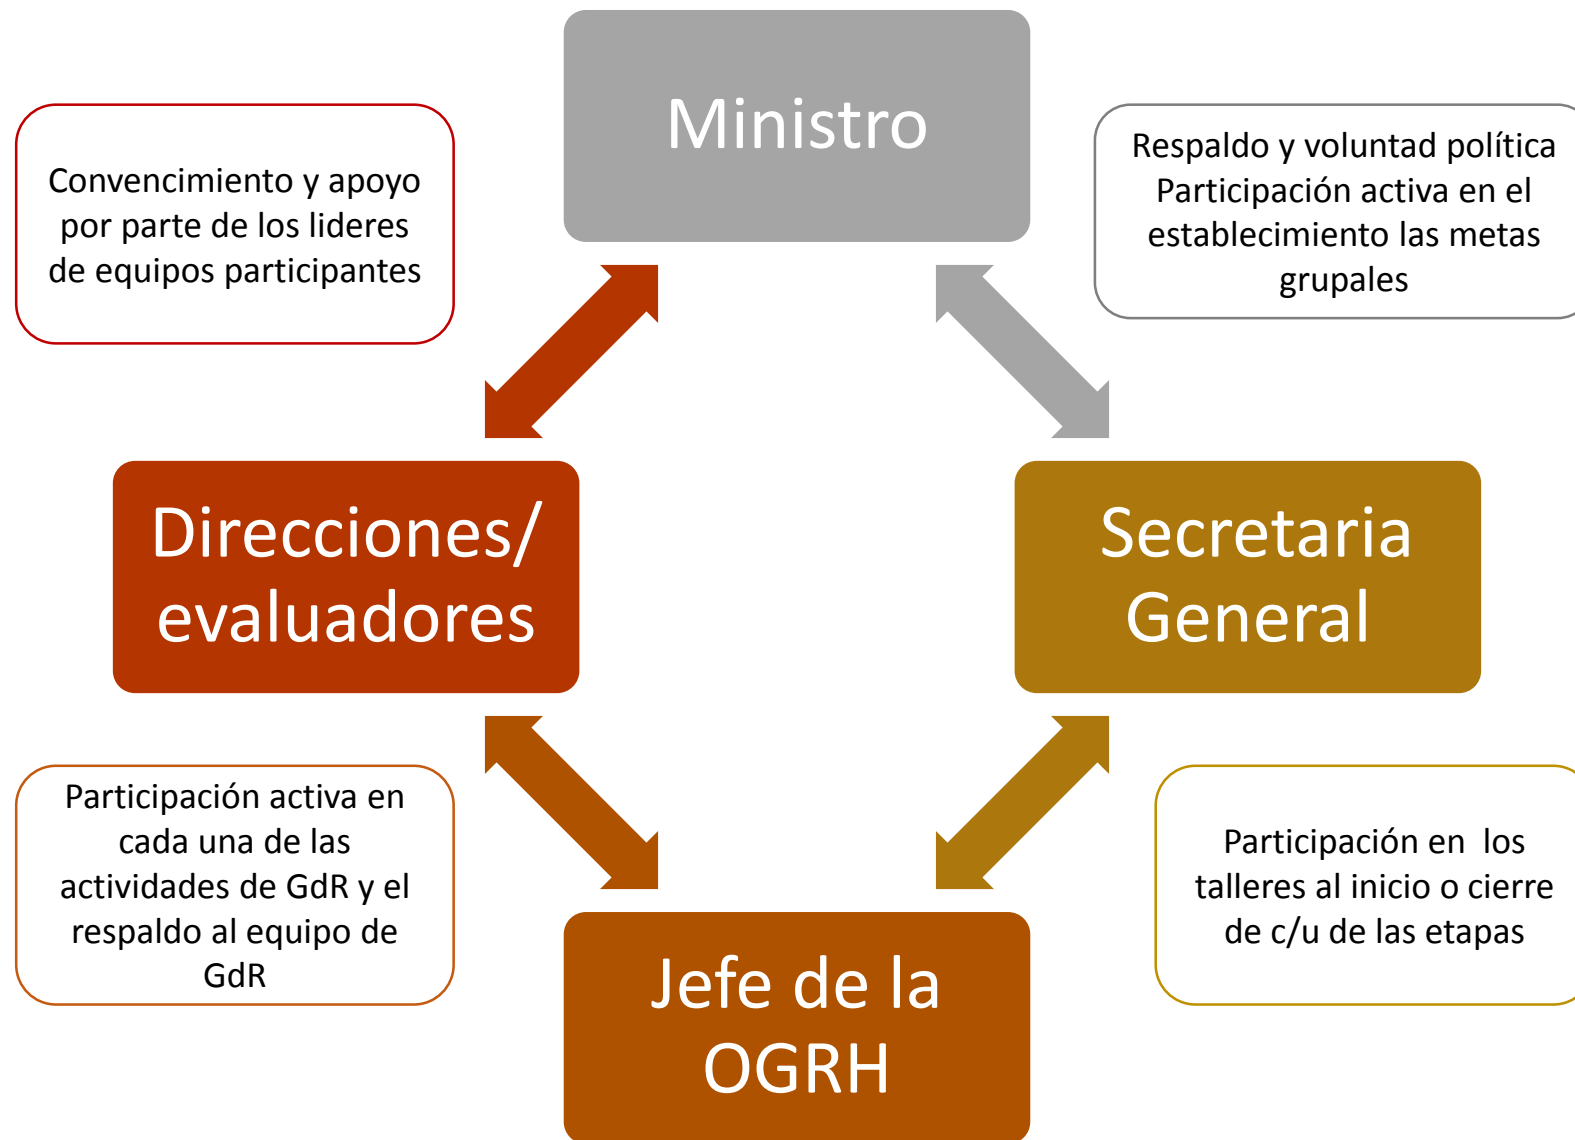 Ministro
Convencimiento y apoyo
por parte de los lideres
de equipos participantes
Respaldo y voluntad política
Participación activa en el
establecimiento las metas
grupales
Direcciones/
evaluadores
Secretaria
General
Participación activa en
cada una de las
actividades de GdR y el
respaldo al equipo de
GdR
Participación en  los
talleres al inicio o cierre
de c/u de las etapas
Jefe de la
OGRH